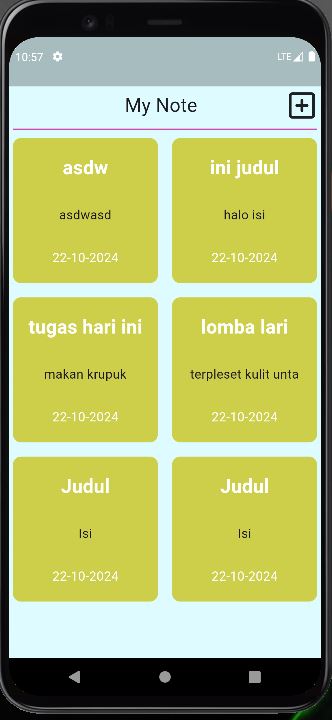 10:57 LTE
My Note
asdw
asdwasd
22-10-2024
ini judul
halo isi
22-10-2024
tugas hari ini
makan krupuk
22-10-2024
lomba lari
terpleset kulit unta
22-10-2024
Judul
Isi
22-10-2024
Judul
Isi
22-10-2024